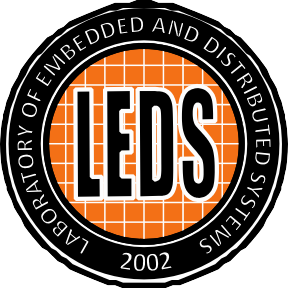 LABORATORY OF EMBEDDED AND DISTRIBUTED SYSTEMS
LEDS
2002